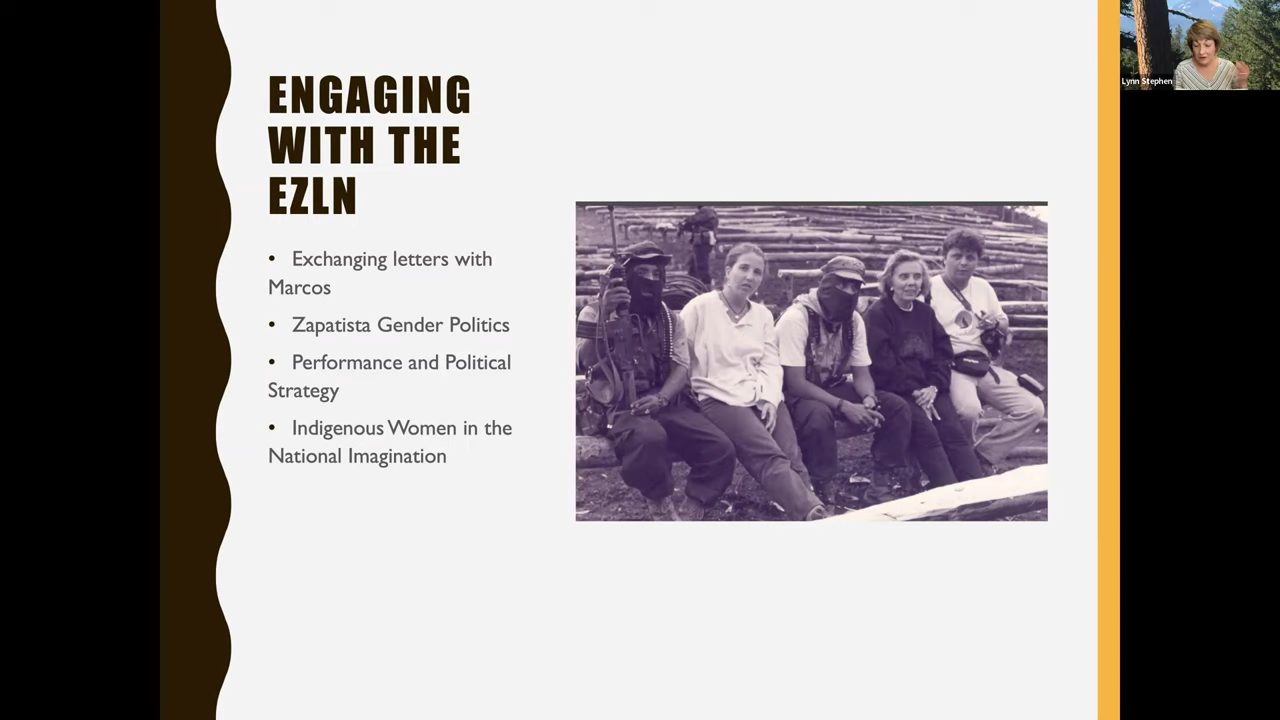 ENGAGING
WITH THE
EZLN
• Exchanging letters with
Marcos
• Zapatista Gender Politics
• Performance and Political
Strategy
• Indigenous Women in the
National Imagination
Lynn Stephen